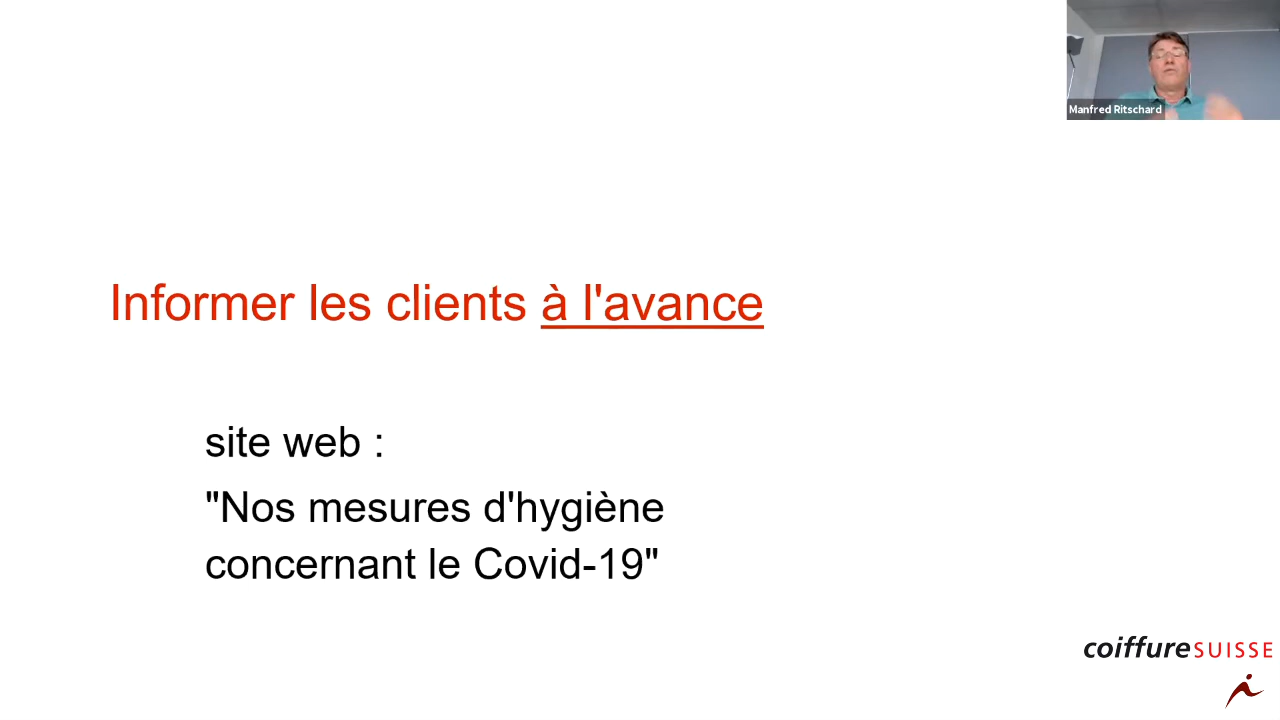 Manfred Ritschard
Informer les clients à l'avance
site web :
"Nos mesures d'hygiène
concernant le Covid-19"
coiffureSUISSE